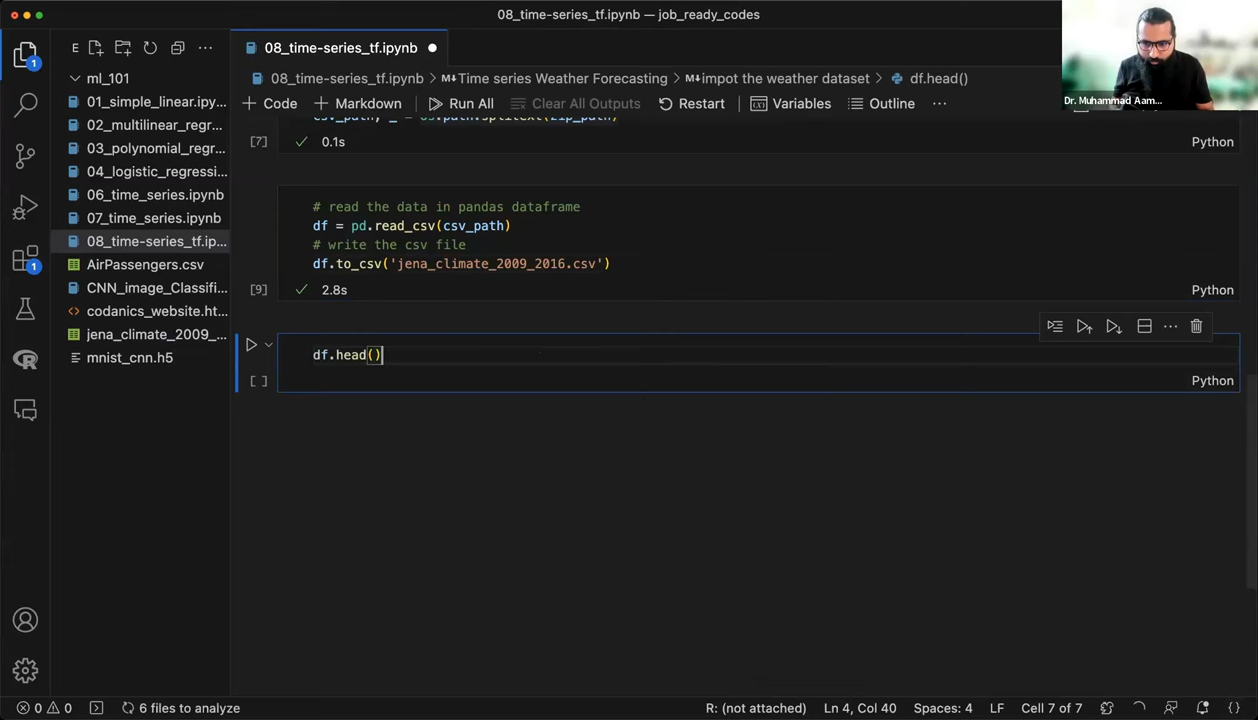 08_time-series_tf.ipynb — job_ready_codes
1
E
08_time-series_tf.ipynb
ml_101
01_simple_linear.ipy...
02_multilinear_regr...
03_polynomial_regr...
04_logistic_regressi...
06_time_series.ipynb
07_time_series.ipynb
08_time-series_tf.ip...
AirPassengers.csv
CNN_image_Classifi...
codanics_website.ht...
jena_climate_2009_...
mnist_cnn.h5
1
08_time-series_tf.ipynb > Time series Weather Forecasting > impot the weather dataset > df.head()
+ Code + Markdown Run All Clear All Outputs Restart Variables Outline ...
csv_path, _ = os.path.splitext(zip_path)
[7] 0.1s Python
# read the data in pandas dataframe
df = pd.read_csv(csv_path)
# write the csv file
df.to_csv('jena_climate_2009_2016.csv')
[9] 2.8s Python
df.head()
[ ] Python
Dr. Muhammad Aam...
0 0 6 files to analyze R: (not attached) Ln 4, Col 40 Spaces: 4 LF Cell 7 of 7